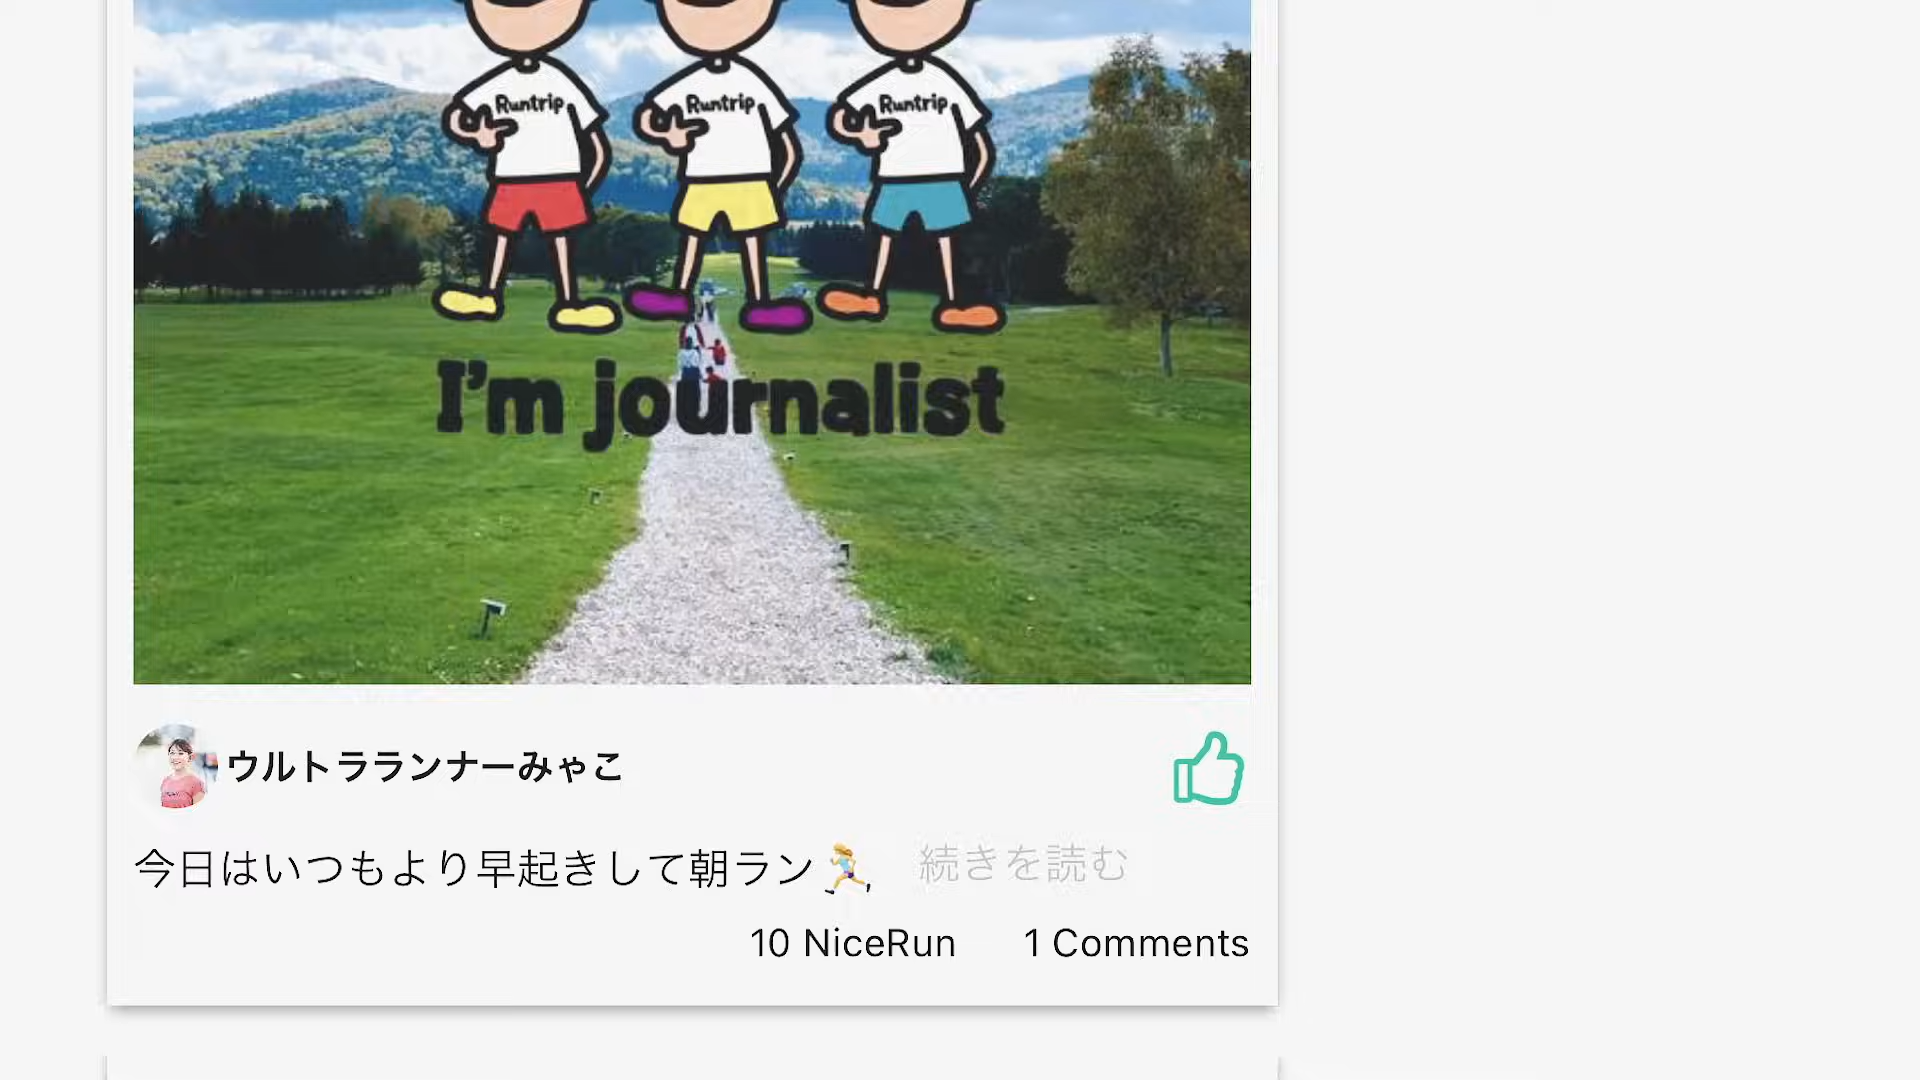 Runtrip Runtrip Runtrip
I'm journalist
ウルトラランナーみゃこ
今日はいつもより早起きして朝ラン🏃‍♀️ 続きを読む
10 NiceRun 1 Comments